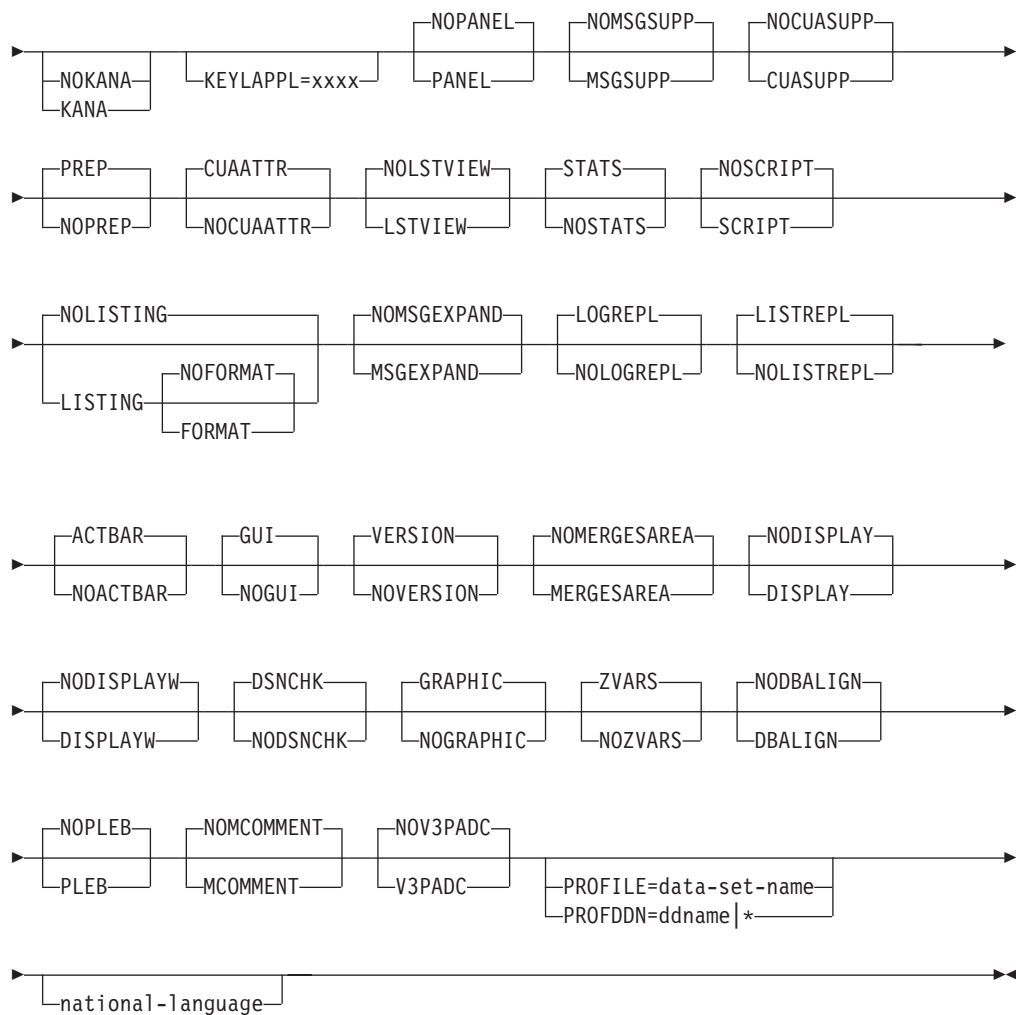 NOPANEL NOMSGSUPP NOCUASUPP
NOKANA KEYLAPPL=xxxx PANEL MSGSUPP CUASUPP
KANA
PREP CUAATTR NOLSTVIEW STATS NOSCRIPT
NOPREP NOCUAATTR LSTVIEW NOSTATS SCRIPT
NOLISTING NOMSGEXPAND LOGREPL LISTREPL
NOFORMAT MSGEXPAND NOLOGREPL NOLISTREPL
LISTING
FORMAT
ACTBAR GUI VERSION NOMERGESAREA NODISPLAY
NOACTBAR NOGUI NOVERSION MERGESAREA DISPLAY
NODISPLAYW DSNCHK GRAPHIC ZVARS NODBALIGN
DISPLAYW NODSNCHK NOGRAPHIC NOZVARS DBALIGN
NOPLEB NOMCOMMENT NOV3PADC
PLEB MCOMMENT V3PADC PROFILE=data-set-name
PROFDDN=ddname|*
national-language